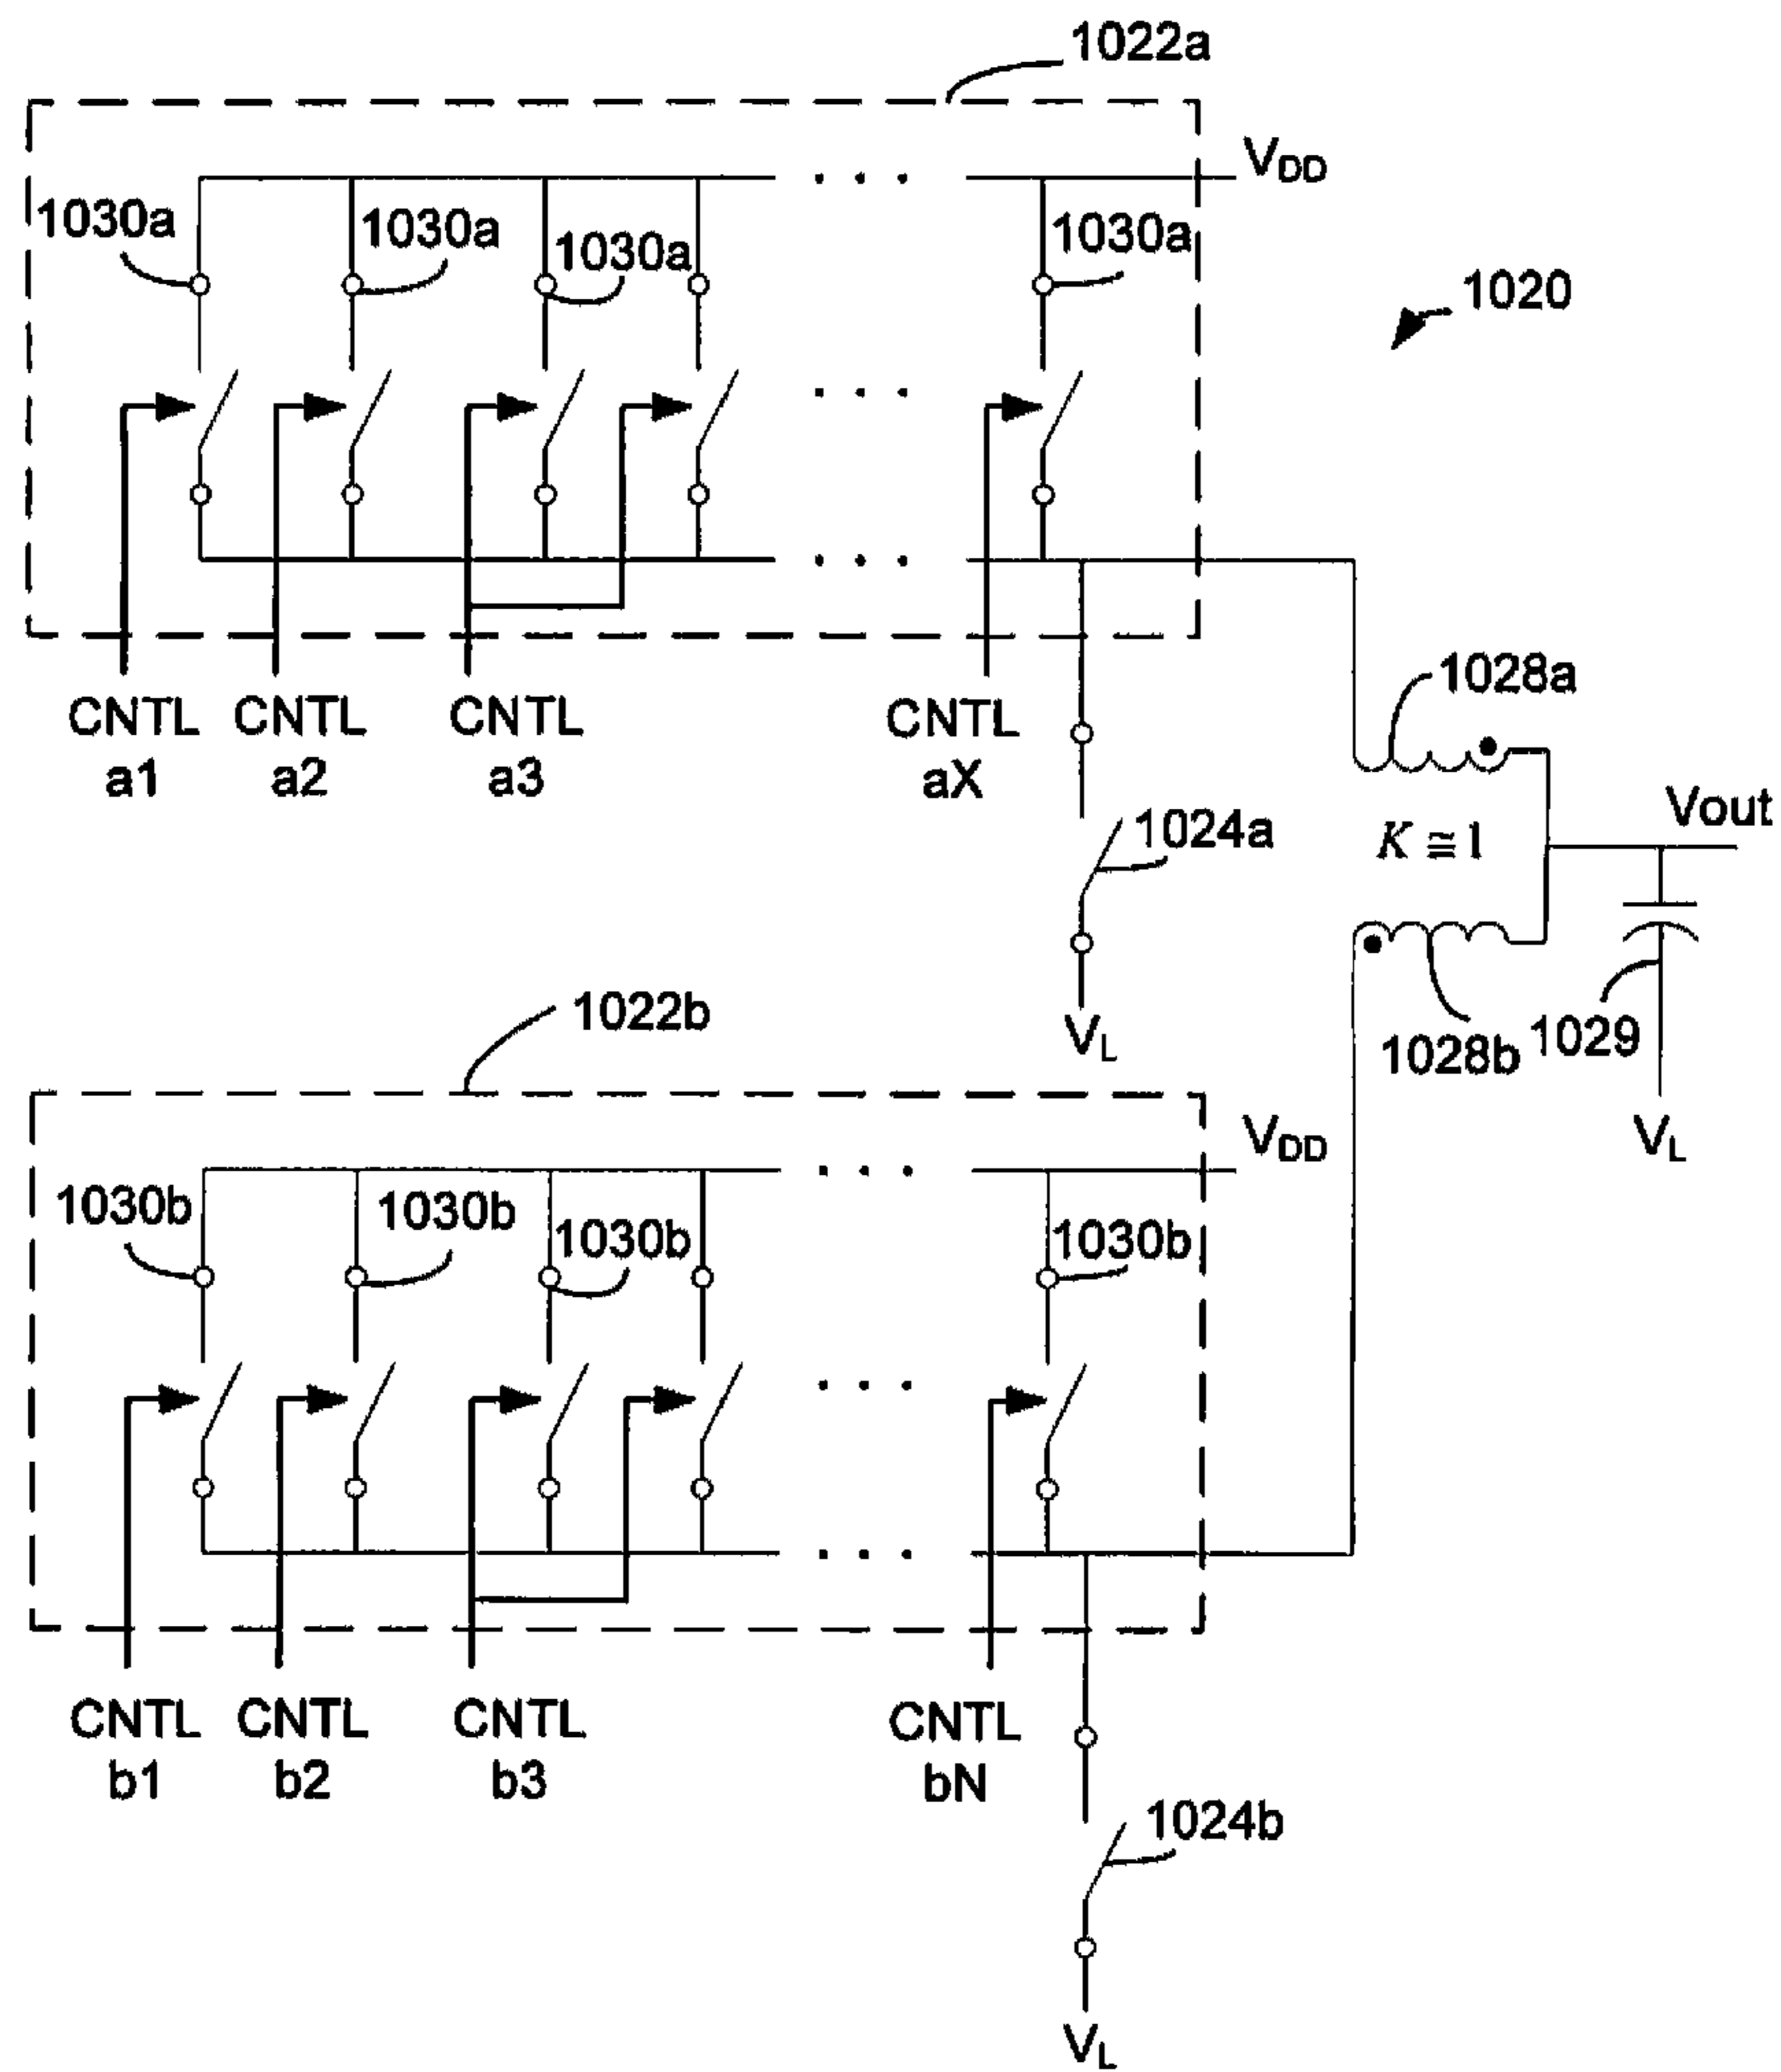 1022a
VDD
1030a
1030a
1030a
1030a
1020
CNTL
a1
CNTL
a2
CNTL
a3
CNTL
aX
1028a
1024a
K ≅ 1
Vout
VL
1028b
1029
VL
1022b
VDD
1030b
1030b
1030b
1030b
CNTL
b1
CNTL
b2
CNTL
b3
CNTL
bN
1024b
VL